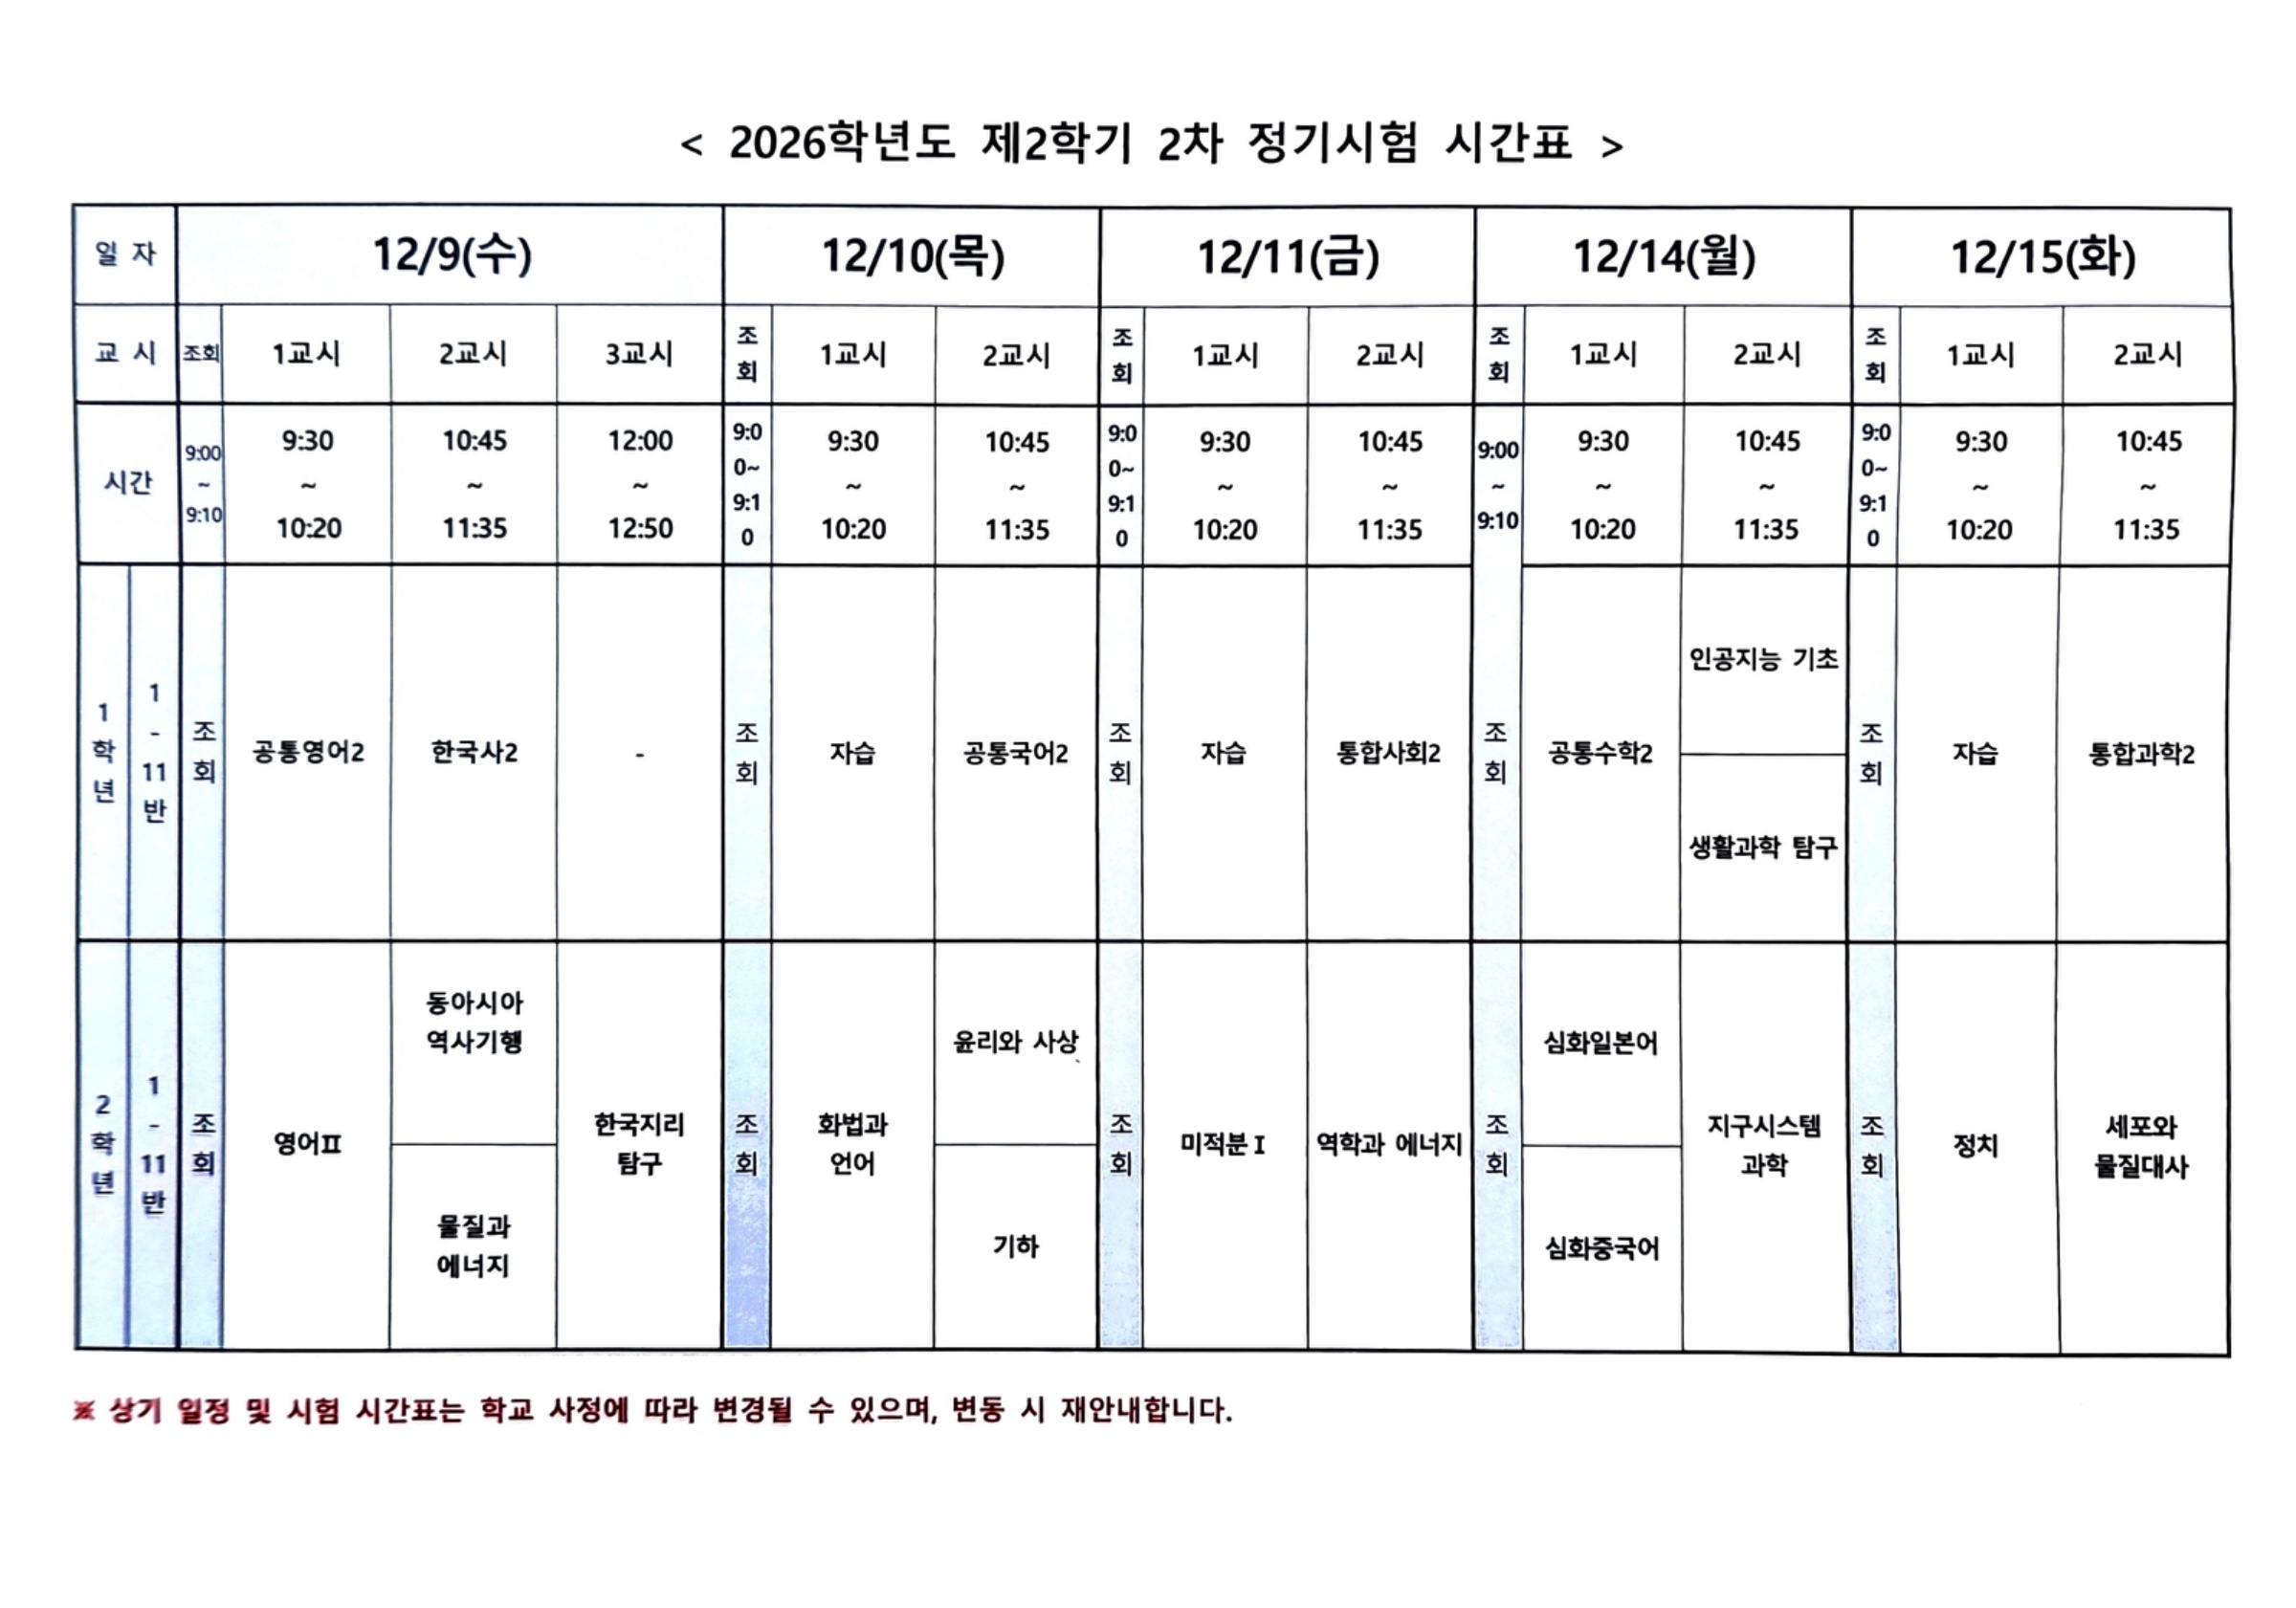 < 2026학년도 제2학기 2차 정기시험 시간표 >
일 자 12/9(수) 12/10(목) 12/11(금) 12/14(월) 12/15(화)
교 시 조회 1교시 2교시 3교시 조회 1교시 2교시 조회 1교시 2교시 조회 1교시 2교시 조회 1교시 2교시
시간 9:00~9:10 9:30~10:20 10:45~11:35 12:00~12:50 9:00~9:10 9:30~10:20 10:45~11:35 9:00~9:10 9:30~10:20 10:45~11:35 9:00~9:10 9:30~10:20 10:45~11:35 9:00~9:10 9:30~10:20 10:45~11:35
1학년 1-11반 조회 공통영어2 한국사2 - 조회 자습 공통국어2 조회 자습 통합사회2 조회 공통수학2 인공지능 기초 생활과학 탐구 조회 자습 통합과학2
2학년 1-11반 조회 영어Ⅱ 동아시아 역사기행 물질과 에너지 한국지리 탐구 조회 화법과 언어 윤리와 사상 기하 조회 미적분Ⅰ 역학과 에너지 조회 심화일본어 심화중국어 지구시스템 과학 조회 정치 세포와 물질대사
※ 상기 일정 및 시험 시간표는 학교 사정에 따라 변경될 수 있으며, 변동 시 재안내합니다.